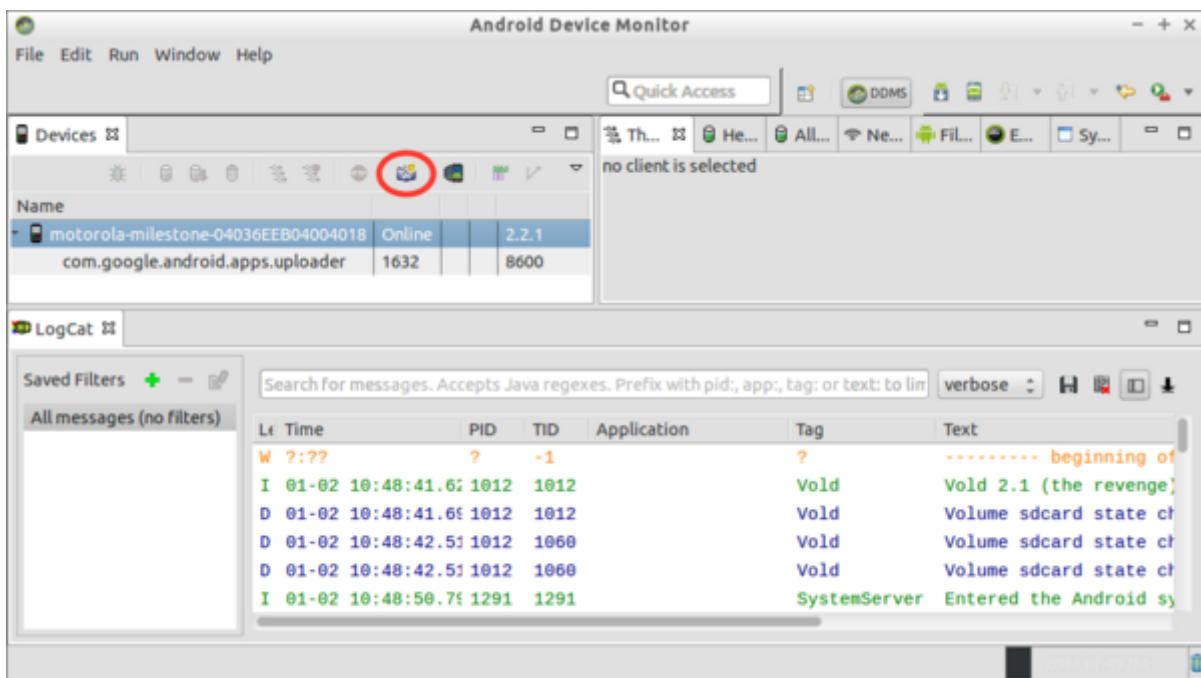 Android Device Monitor
File Edit Run Window Help
Quick Access
DDMS
Devices
Th... He... All... Ne... Fil... E... Sy...
no client is selected
Name
motorola-milestone-04036EEB04004018 Online 2.2.1
com.google.android.apps.uploader 1632 8600
LogCat
Saved Filters
Search for messages. Accepts Java regexes. Prefix with pid:, app:, tag: or text: to lim verbose
All messages (no filters)
Le Time PID TID Application Tag Text
W ?:?? ? -1 ? --------- beginning of
I 01-02 10:48:41.62 1012 1012 Vold Vold 2.1 (the revenge)
D 01-02 10:48:41.69 1012 1012 Vold Volume sdcard state ch
D 01-02 10:48:42.51 1012 1060 Vold Volume sdcard state ch
D 01-02 10:48:42.51 1012 1060 Vold Volume sdcard state ch
I 01-02 10:48:50.79 1291 1291 SystemServer Entered the Android sy